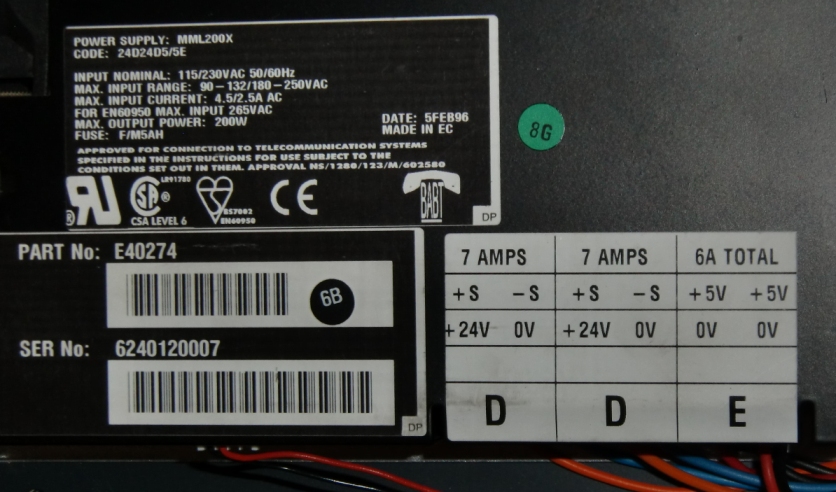 POWER SUPPLY: MML200X
CODE: 24D24D5/5E
INPUT NOMINAL: 115/230VAC 50/60Hz
MAX. INPUT RANGE: 90-132/180-250VAC
MAX. INPUT CURRENT: 4.5/2.5A AC
FOR EN60950 MAX. INPUT 265VAC
MAX. OUTPUT POWER: 200W
FUSE: F/M5AH
DATE: 5FEB96
MADE IN EC
APPROVED FOR CONNECTION TO TELECOMMUNICATION SYSTEMS
SPECIFIED IN THE INSTRUCTIONS FOR USE SUBJECT TO THE
CONDITIONS SET OUT IN THEM. APPROVAL NS/1280/123/M/602580
LR91780
CSA LEVEL 6
BS7002
EN60950
CE
BABT
DP
8G
PART No: E40274
6B
SER No: 6240120007
DP
7 AMPS 7 AMPS 6A TOTAL
+S -S +S -S +5V +5V
+24V 0V +24V 0V 0V 0V
D D E